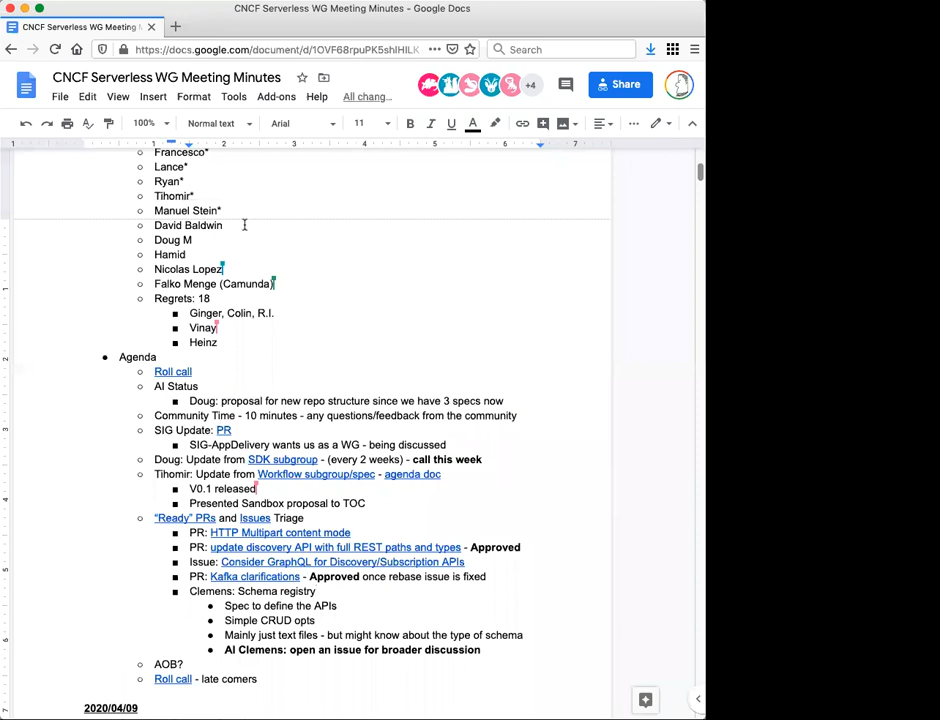 CNCF Serverless WG Meeting Minutes - Google Docs
CNCF Serverless WG Meeting
https://docs.google.com/document/d/1OVF68rpuPK5shIHILK
Search
CNCF Serverless WG Meeting Minutes
+4
Share
File Edit View Insert Format Tools Add-ons Help All chang...
100% Normal text Arial 11 B I U A
1 1 2 3 4 5 6 7
Francesco*
Lance*
Ryan*
Tihomir*
Manuel Stein*
David Baldwin
Doug M
Hamid
Nicolas Lopez
Falko Menge (Camunda)
Regrets: 18
Ginger, Colin, R.I.
Vinay
Heinz
Agenda
Roll call
AI Status
Doug: proposal for new repo structure since we have 3 specs now
Community Time - 10 minutes - any questions/feedback from the community
SIG Update: PR
SIG-AppDelivery wants us as a WG - being discussed
Doug: Update from SDK subgroup - (every 2 weeks) - call this week
Tihomir: Update from Workflow subgroup/spec - agenda doc
V0.1 released
Presented Sandbox proposal to TOC
"Ready" PRs and Issues Triage
PR: HTTP Multipart content mode
PR: update discovery API with full REST paths and types - Approved
Issue: Consider GraphQL for Discovery/Subscription APIs
PR: Kafka clarifications - Approved once rebase issue is fixed
Clemens: Schema registry
Spec to define the APIs
Simple CRUD opts
Mainly just text files - but might know about the type of schema
AI Clemens: open an issue for broader discussion
AOB?
Roll call - late comers
2020/04/09